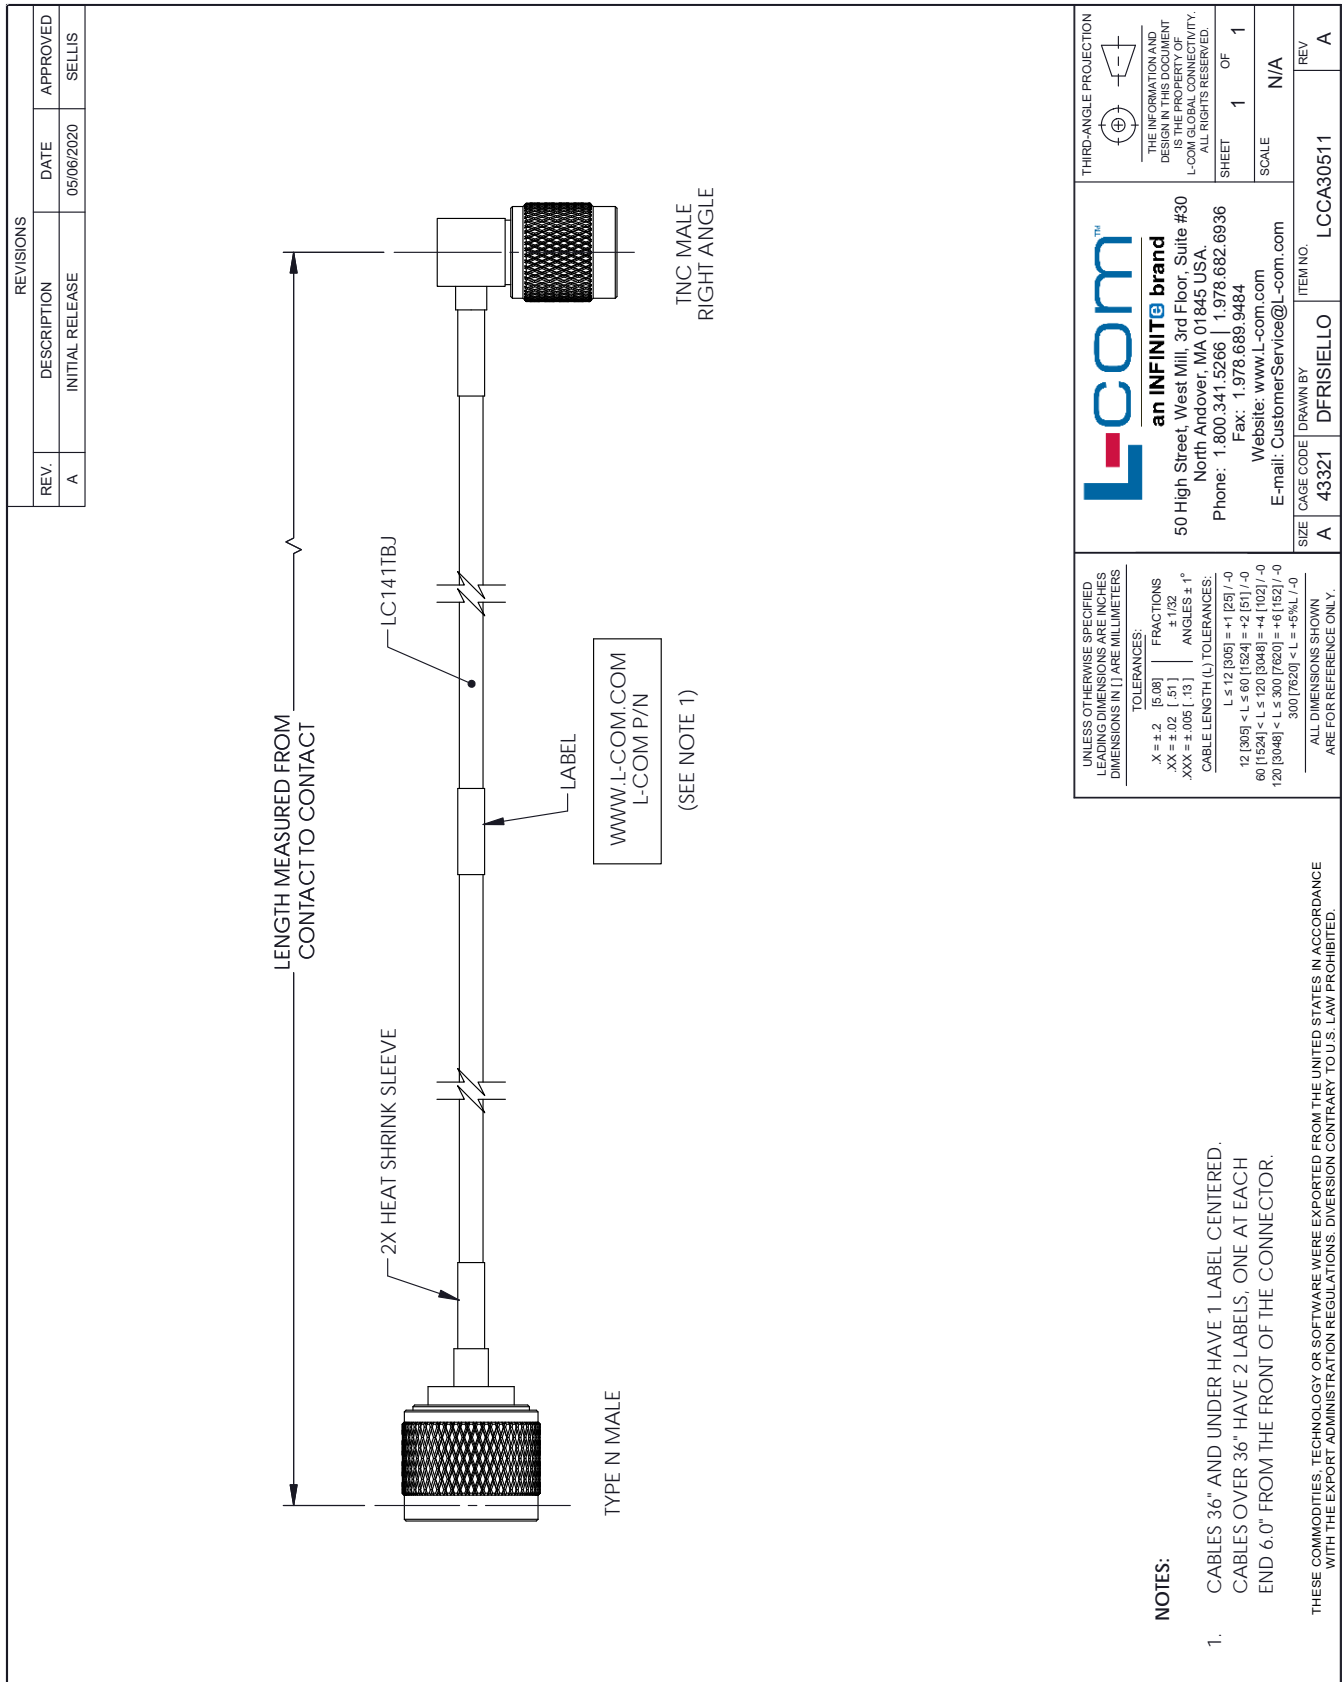 REVISIONS
REV. DESCRIPTION DATE APPROVED
A INITIAL RELEASE 05/06/2020 SELLIS
LENGTH MEASURED FROM
CONTACT TO CONTACT
2X HEAT SHRINK SLEEVE
LC141TBJ
LABEL
WWW.L-COM.COM
L-COM P/N
(SEE NOTE 1)
TYPE N MALE
TNC MALE
RIGHT ANGLE
NOTES:
1. CABLES 36" AND UNDER HAVE 1 LABEL CENTERED.
CABLES OVER 36" HAVE 2 LABELS, ONE AT EACH
END 6.0" FROM THE FRONT OF THE CONNECTOR.
THESE COMMODITIES, TECHNOLOGY OR SOFTWARE WERE EXPORTED FROM THE UNITED STATES IN ACCORDANCE
WITH THE EXPORT ADMINISTRATION REGULATIONS. DIVERSION CONTRARY TO U.S. LAW PROHIBITED.
UNLESS OTHERWISE SPECIFIED
LEADING DIMENSIONS ARE INCHES
DIMENSIONS IN [ ] ARE MILLIMETERS
TOLERANCES:
.X = ±.2 [5.08] FRACTIONS
.XX = ±.02 [.51] ± 1/32
.XXX = ±.005 [.13] ANGLES ± 1°
CABLE LENGTH (L) TOLERANCES:
L ≤ 12 [305] = +1 [25] / -0
12 [305] < L ≤ 60 [1524] = +2 [51] / -0
60 [1524] < L ≤ 120 [3048] = +4 [102] / -0
120 [3048] < L ≤ 300 [7620] = +6 [152] / -0
300 [7620] < L = +5%L / -0
ALL DIMENSIONS SHOWN
ARE FOR REFERENCE ONLY.
L-com™
an INFINITe brand
50 High Street, West Mill, 3rd Floor, Suite #30
North Andover, MA 01845 USA.
Phone: 1.800.341.5266 | 1.978.682.6936
Fax: 1.978.689.9484
Website: www.L-com.com
E-mail: CustomerService@L-com.com
THIRD-ANGLE PROJECTION
THE INFORMATION AND
DESIGN IN THIS DOCUMENT
IS THE PROPERTY OF
L-COM GLOBAL CONNECTIVITY.
ALL RIGHTS RESERVED.
SHEET 1 OF 1
SCALE N/A
SIZE A
CAGE CODE 43321
DRAWN BY DFRISIELLO
ITEM NO. LCCA30511
REV A